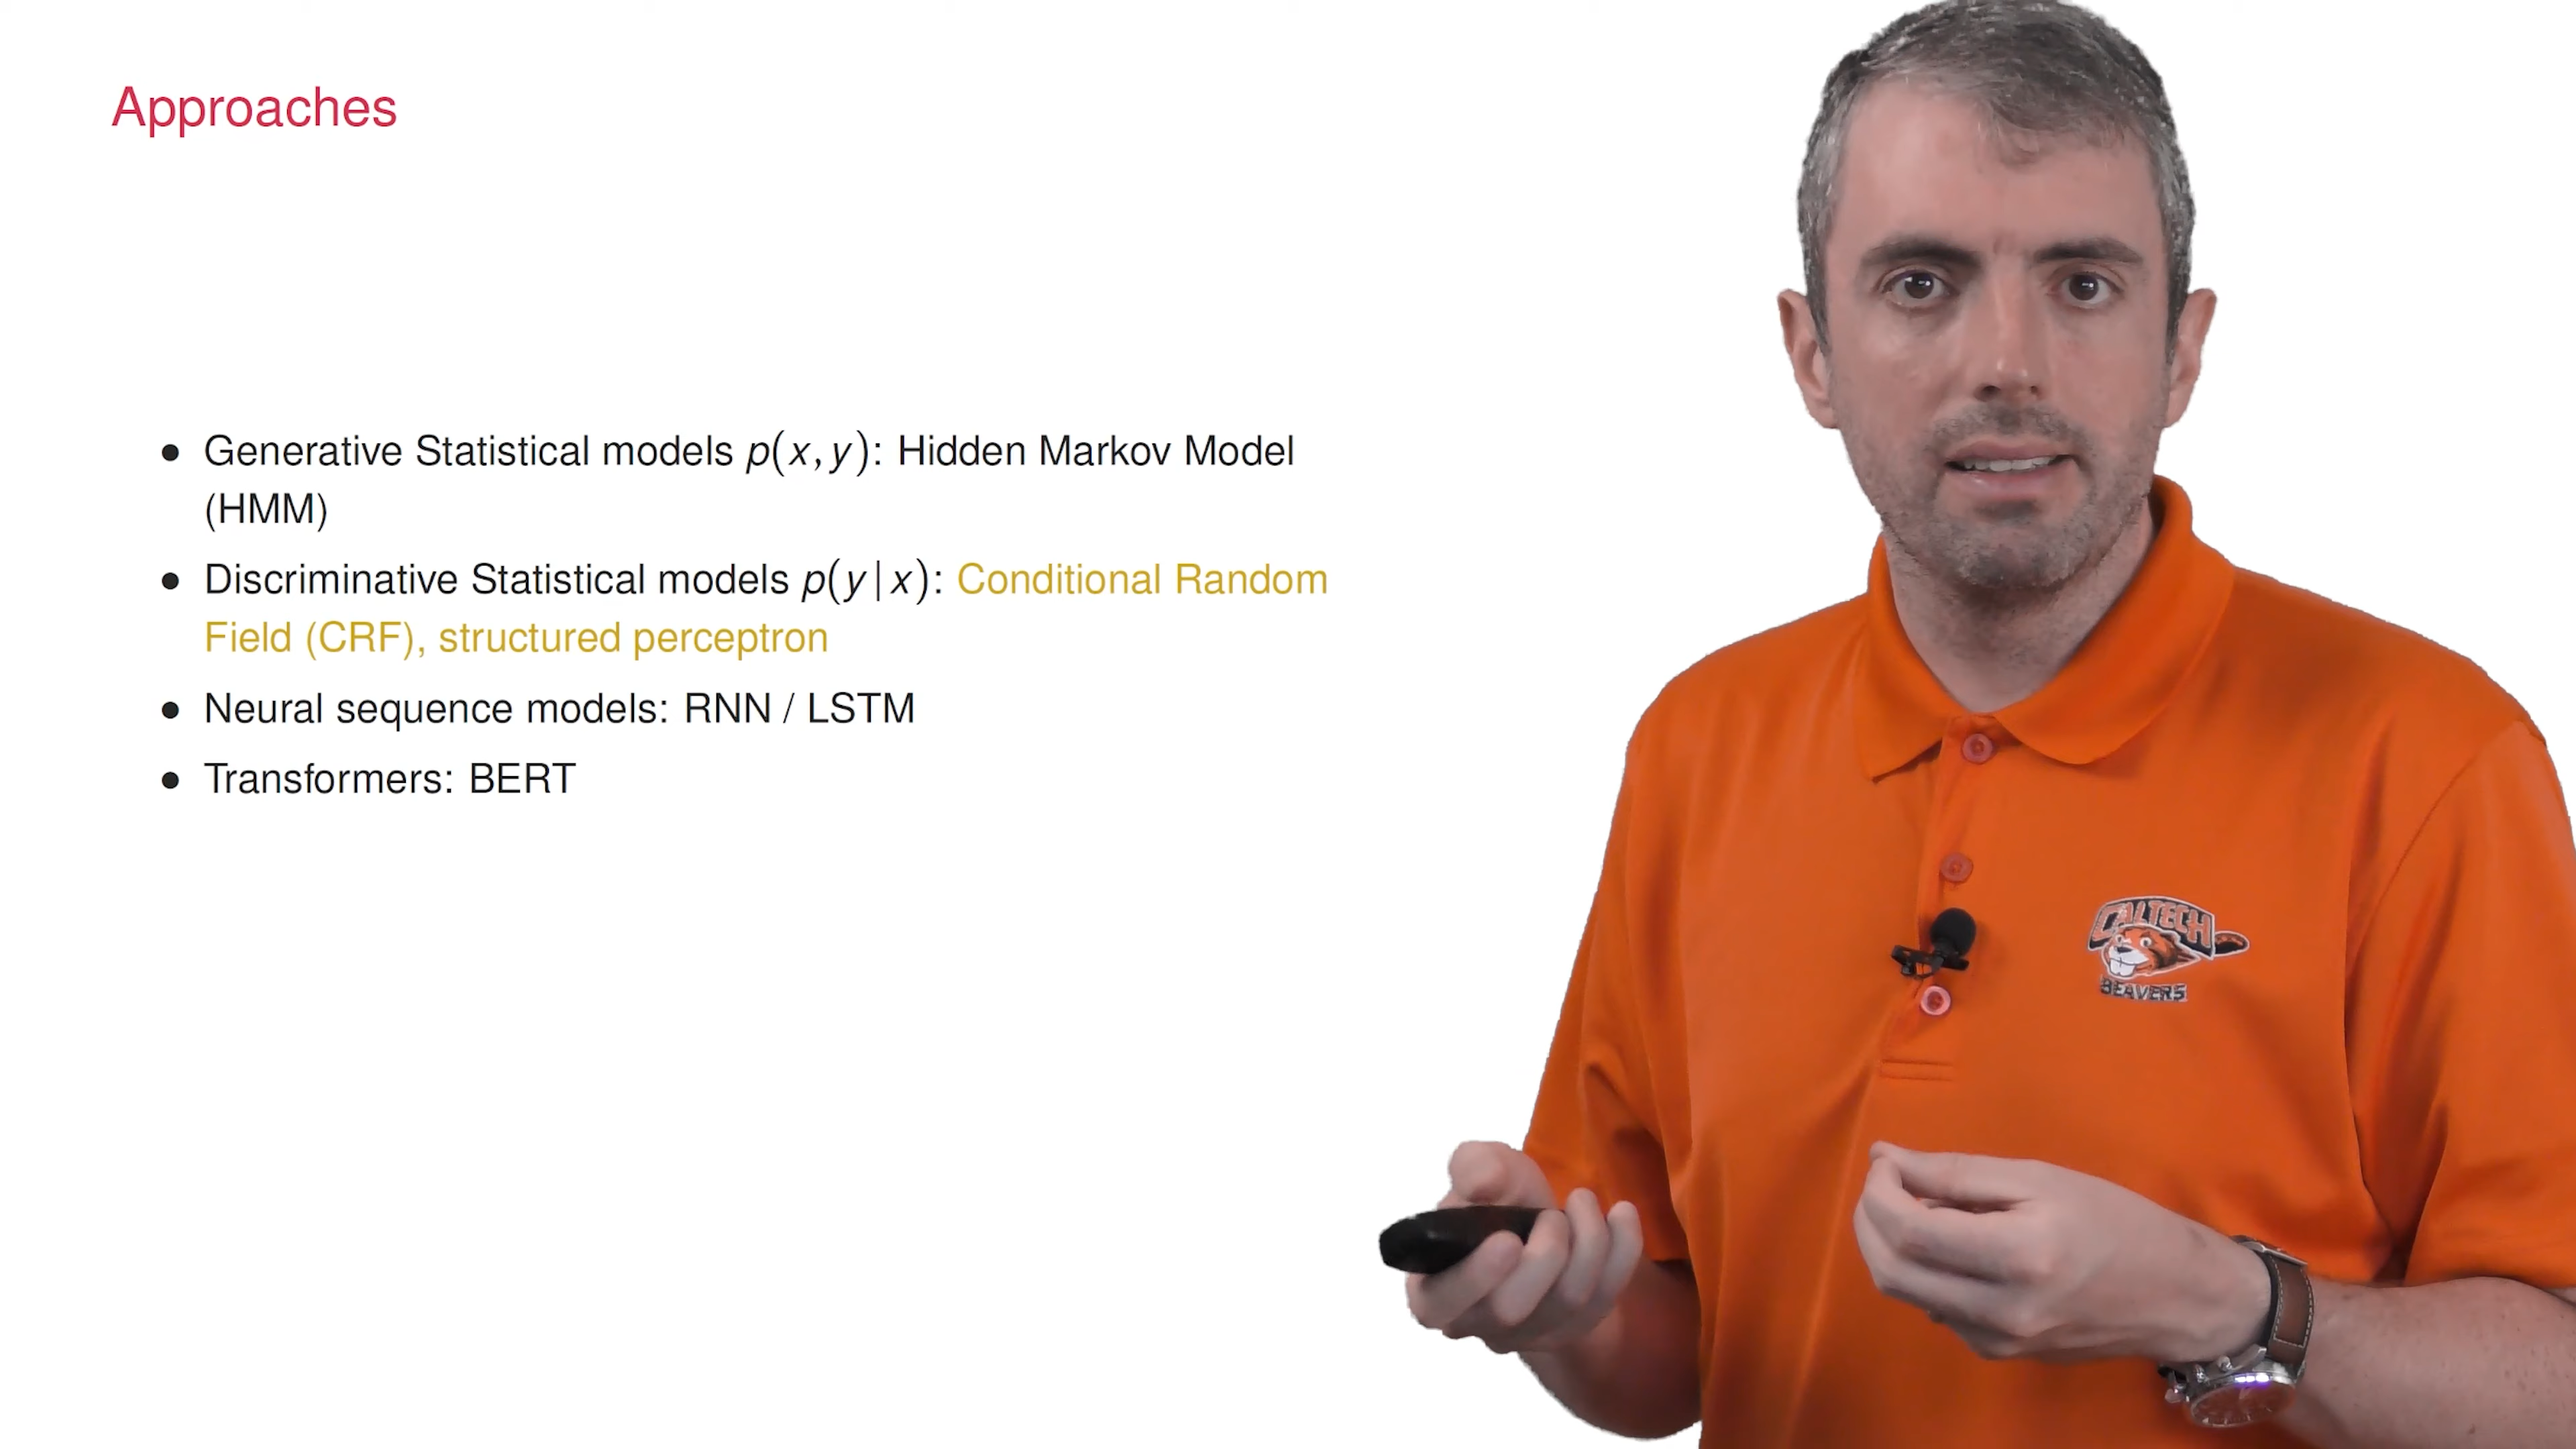 Approaches
• Generative Statistical models p(x, y): Hidden Markov Model
(HMM)
• Discriminative Statistical models p(y | x): Conditional Random
Field (CRF), structured perceptron
• Neural sequence models: RNN / LSTM
• Transformers: BERT
CALTECH
BEAVERS